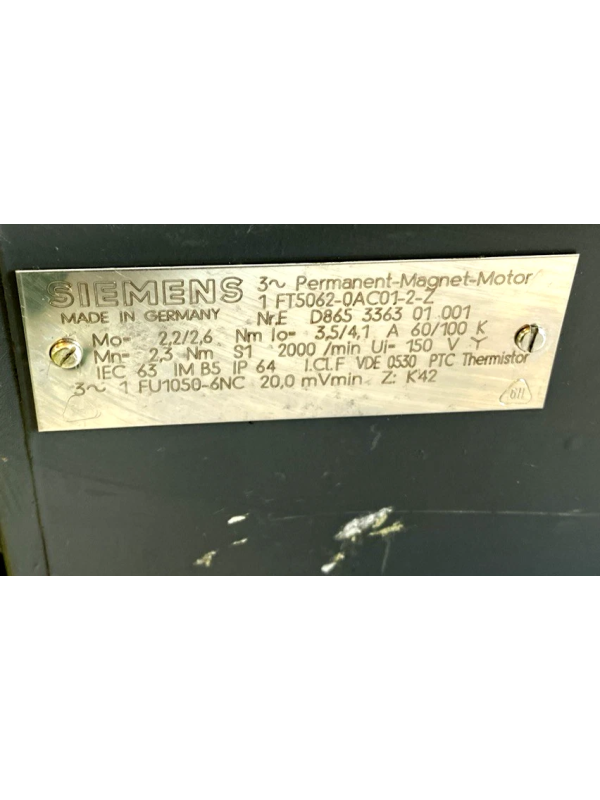 SIEMENS 3~ Permanent-Magnet-Motor
1 FT5062-0AC01-2-Z
MADE IN GERMANY Nr.E D865 3363 01 001
Mo= 2,2/2,6 Nm Io= 3,5/4,1 A 60/100 K
Mn= 2,3 Nm S1 2000 /min Ui= 150 V Y
IEC 63 IM B5 IP 64 I.Cl.F VDE 0530 PTC Thermistor
3~ 1 FU1050-6NC 20,0 mVmin Z: K42